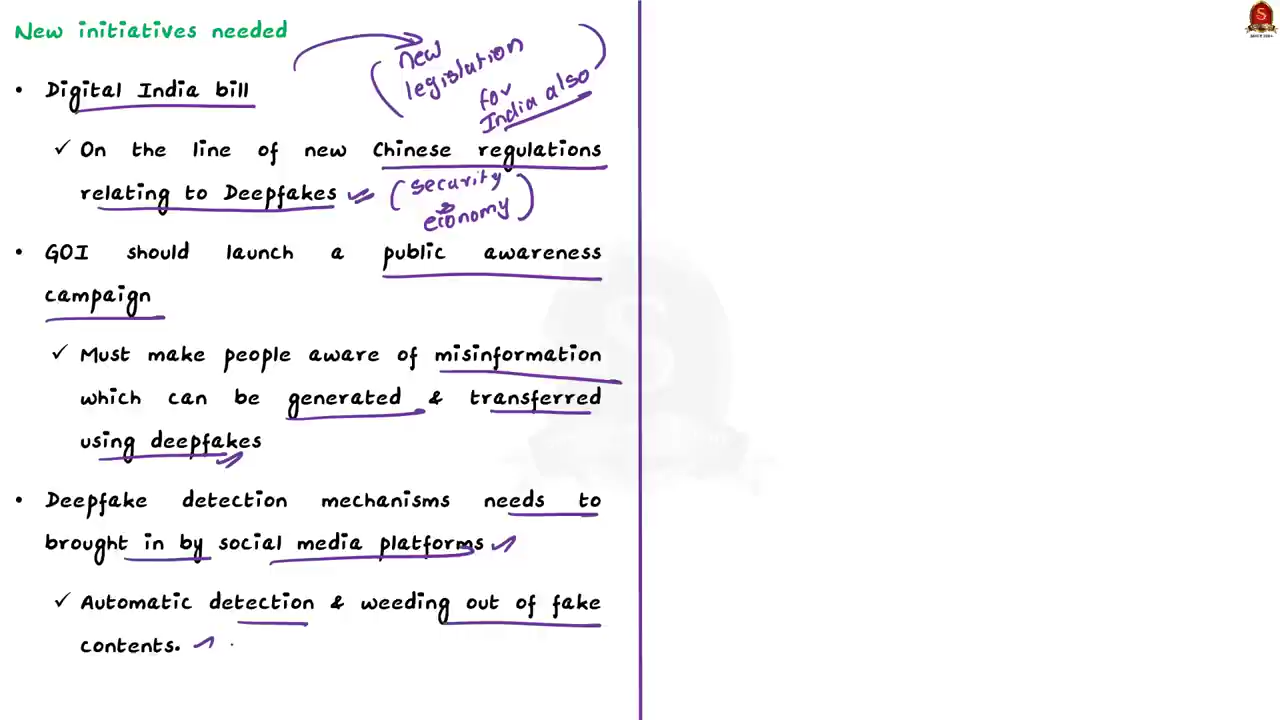 New initiatives needed
• Digital India bill
(new
legislation
for
India also)
✓ On the line of new Chinese regulations
relating to Deepfakes
(security
& economy)
• GOI should launch a public awareness
campaign
✓ Must make people aware of misinformation
which can be generated & transferred
using deepfakes
• Deepfake detection mechanisms needs to
brought in by social media platforms
✓ Automatic detection & weeding out of fake
contents.
S